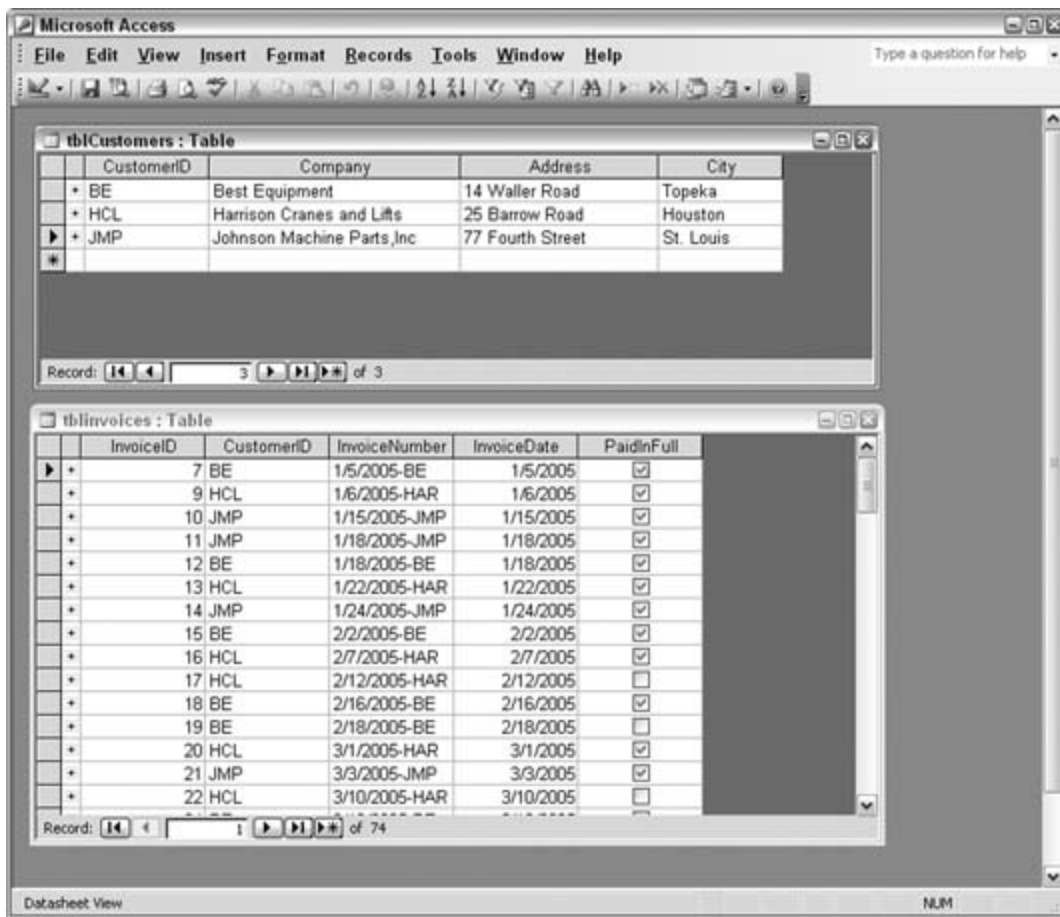 Microsoft Access
File Edit View Insert Format Records Tools Window Help Type a question for help
tblCustomers : Table
CustomerID Company Address City
BE Best Equipment 14 Waller Road Topeka
HCL Harrison Cranes and Lifts 25 Barrow Road Houston
JMP Johnson Machine Parts,Inc 77 Fourth Street St. Louis
Record: 3 of 3
tblinvoices : Table
InvoiceID CustomerID InvoiceNumber InvoiceDate PaidInFull
7 BE 1/5/2005-BE 1/5/2005
9 HCL 1/6/2005-HAR 1/6/2005
10 JMP 1/15/2005-JMP 1/15/2005
11 JMP 1/18/2005-JMP 1/18/2005
12 BE 1/18/2005-BE 1/18/2005
13 HCL 1/22/2005-HAR 1/22/2005
14 JMP 1/24/2005-JMP 1/24/2005
15 BE 2/2/2005-BE 2/2/2005
16 HCL 2/7/2005-HAR 2/7/2005
17 HCL 2/12/2005-HAR 2/12/2005
18 BE 2/16/2005-BE 2/16/2005
19 BE 2/18/2005-BE 2/18/2005
20 HCL 3/1/2005-HAR 3/1/2005
21 JMP 3/3/2005-JMP 3/3/2005
22 HCL 3/10/2005-HAR 3/10/2005
Record: 1 of 74
Datasheet View NUM